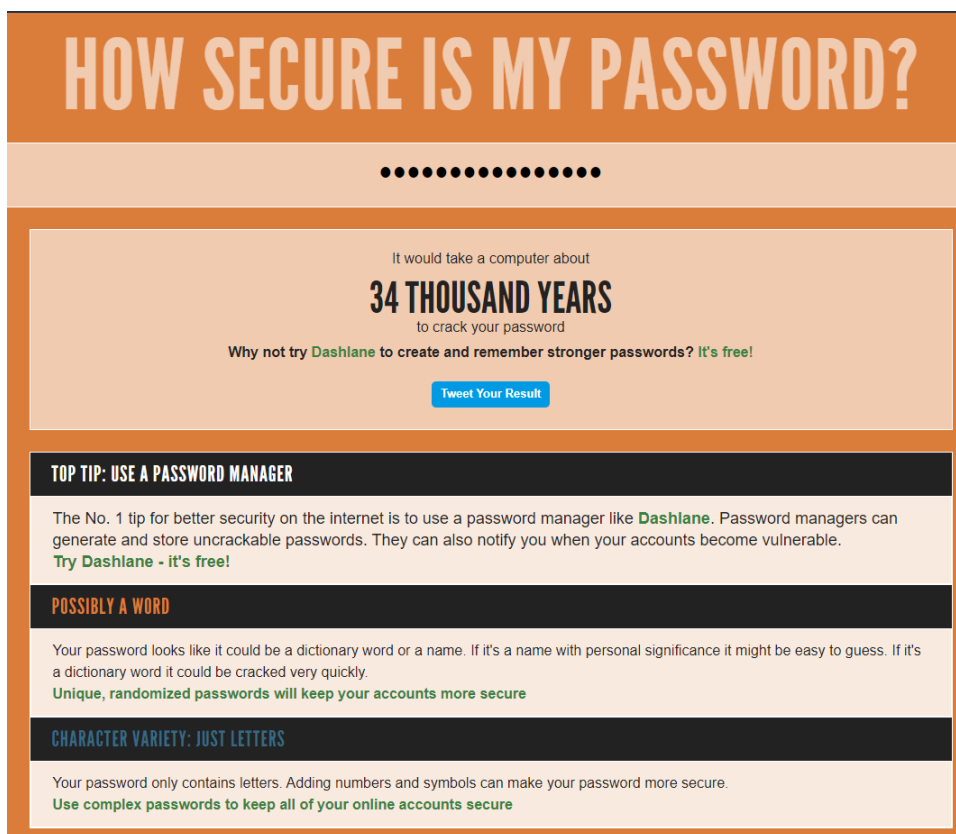 HOW SECURE IS MY PASSWORD?
••••••••••••••••
It would take a computer about
34 THOUSAND YEARS
to crack your password
Why not try Dashlane to create and remember stronger passwords? It's free!
Tweet Your Result
TOP TIP: USE A PASSWORD MANAGER
The No. 1 tip for better security on the internet is to use a password manager like Dashlane. Password managers can
generate and store uncrackable passwords. They can also notify you when your accounts become vulnerable.
Try Dashlane - it's free!
POSSIBLY A WORD
Your password looks like it could be a dictionary word or a name. If it's a name with personal significance it might be easy to guess. If it's
a dictionary word it could be cracked very quickly.
Unique, randomized passwords will keep your accounts more secure
CHARACTER VARIETY: JUST LETTERS
Your password only contains letters. Adding numbers and symbols can make your password more secure.
Use complex passwords to keep all of your online accounts secure